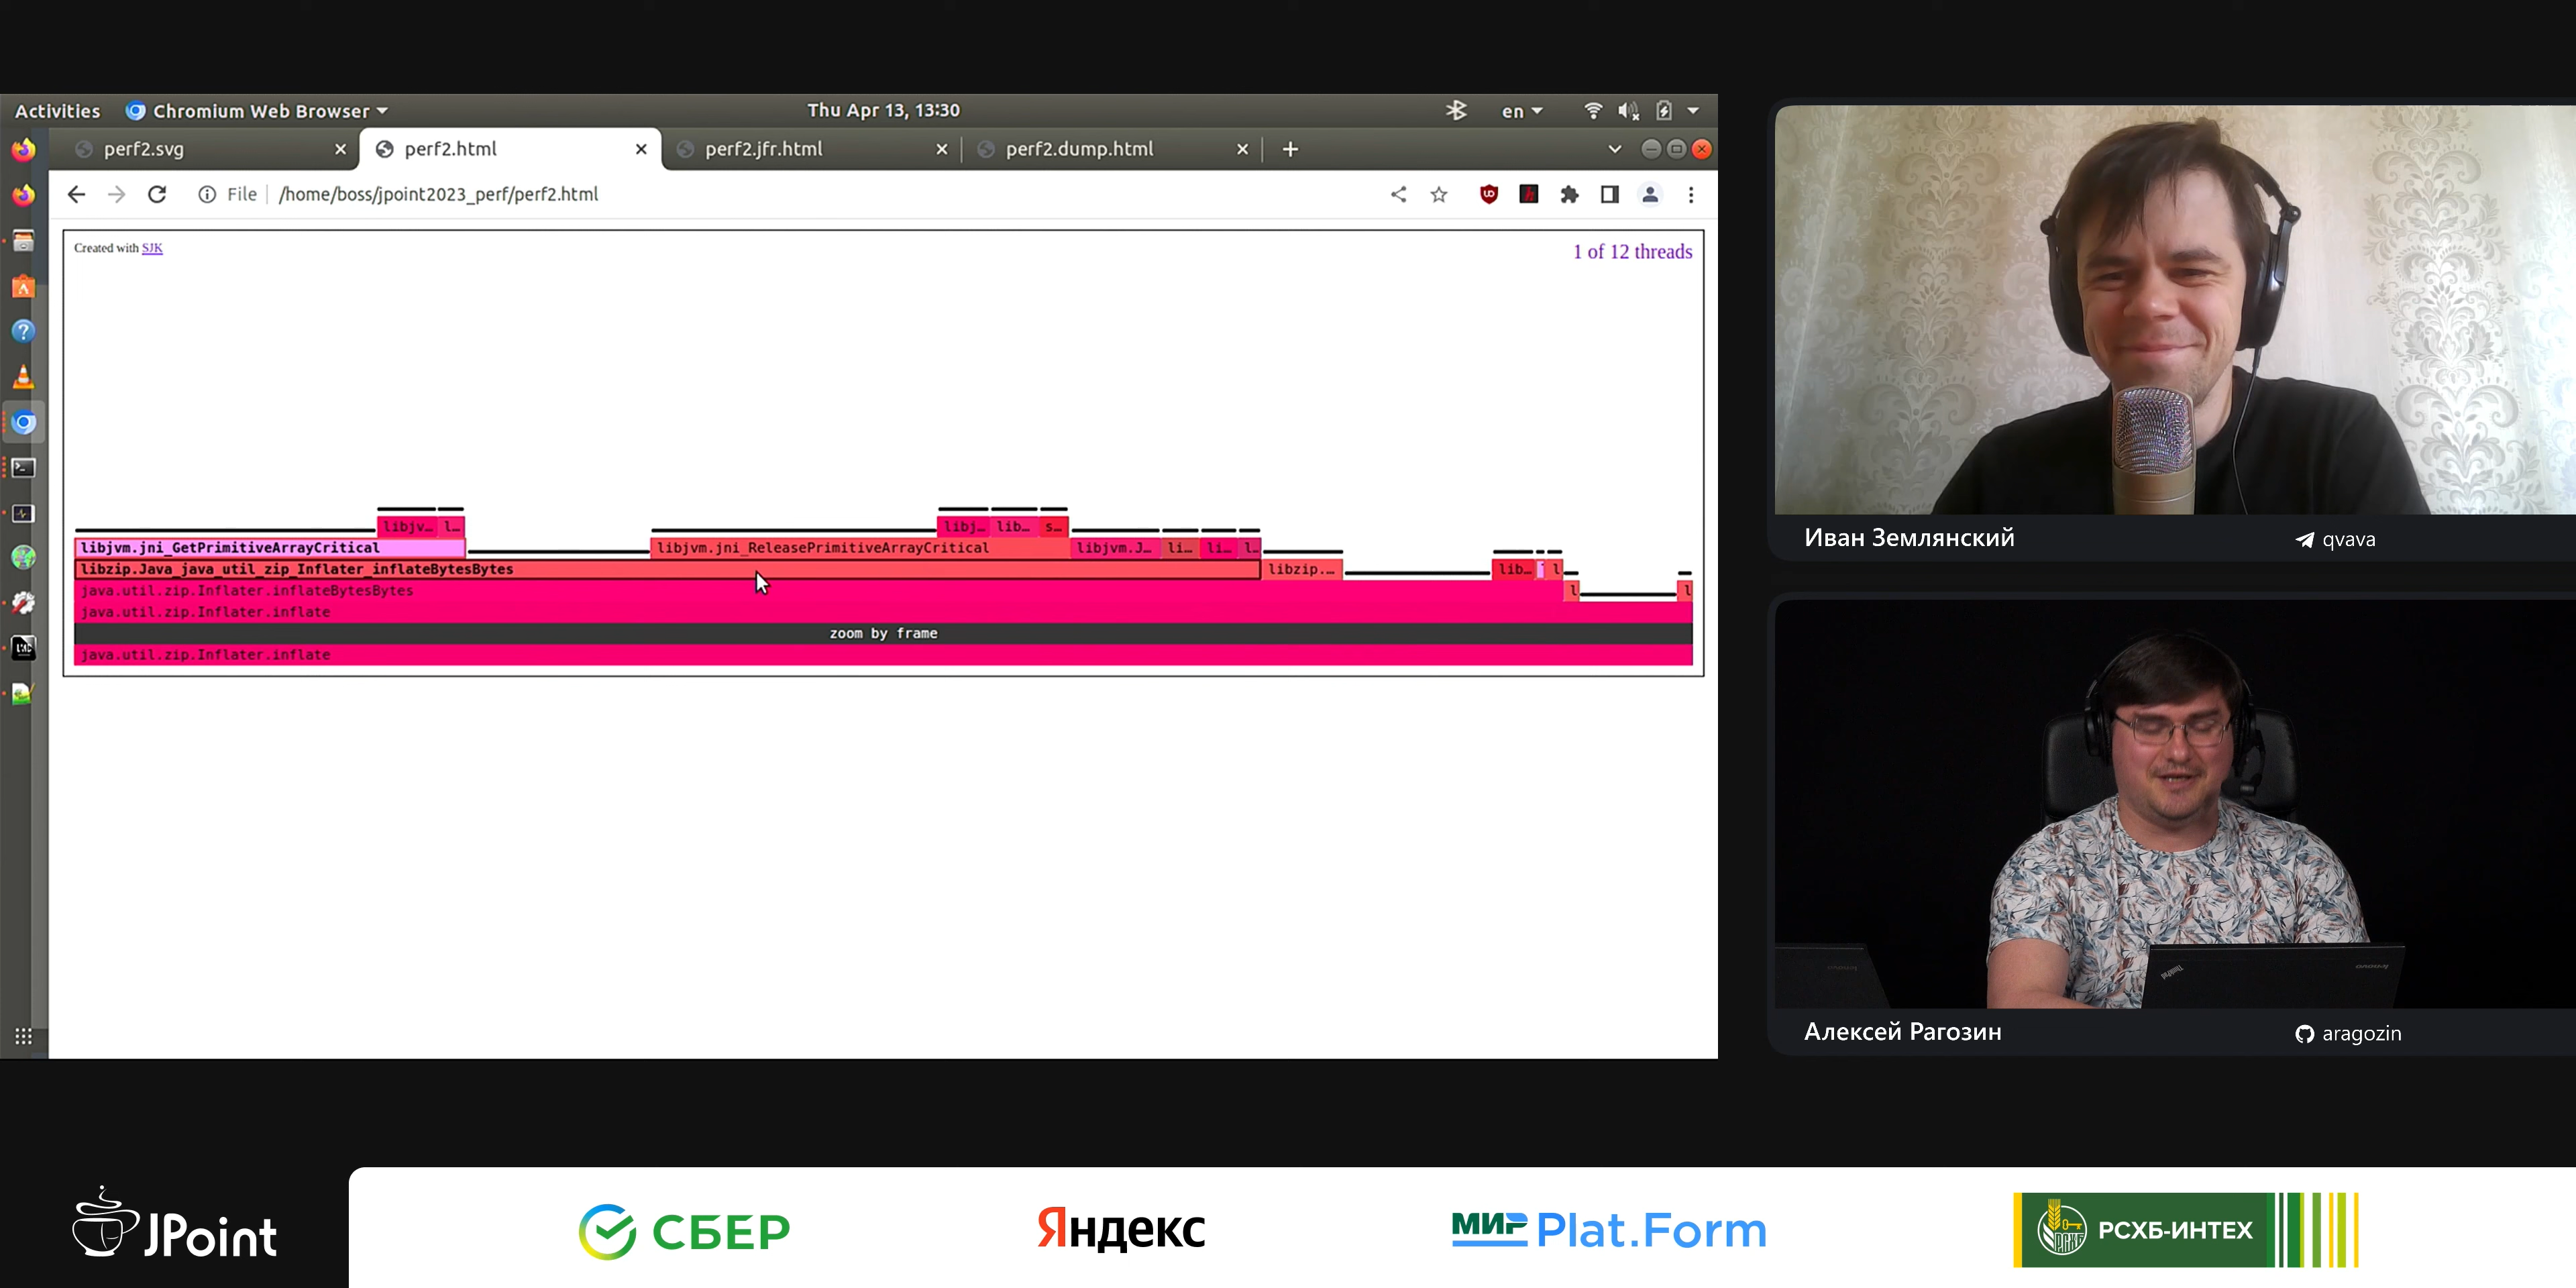 Activities
Chromium Web Browser
Thu Apr 13, 13:30
en
perf2.svg
perf2.html
perf2.jfr.html
perf2.dump.html
File
/home/boss/jpoint2023_perf/perf2.html
Created with SJK
1 of 12 threads
libjv… l…
libj… lib… s…
libjvm.jni_GetPrimitiveArrayCritical
libjvm.jni_ReleasePrimitiveArrayCritical
libjvm.J… li… li… l…
libzip.Java_java_util_zip_Inflater_inflateBytesBytes
libzip.… lib… l
java.util.zip.Inflater.inflateBytesBytes
l l
java.util.zip.Inflater.inflate
zoom by frame
java.util.zip.Inflater.inflate
Иван Землянский
qvava
ThinkPad
lenovo
Алексей Рагозин
aragozin
JPoint
СБЕР
Яндекс
МИР Plat.Form
РСХБ
РСХБ-ИНТЕХ